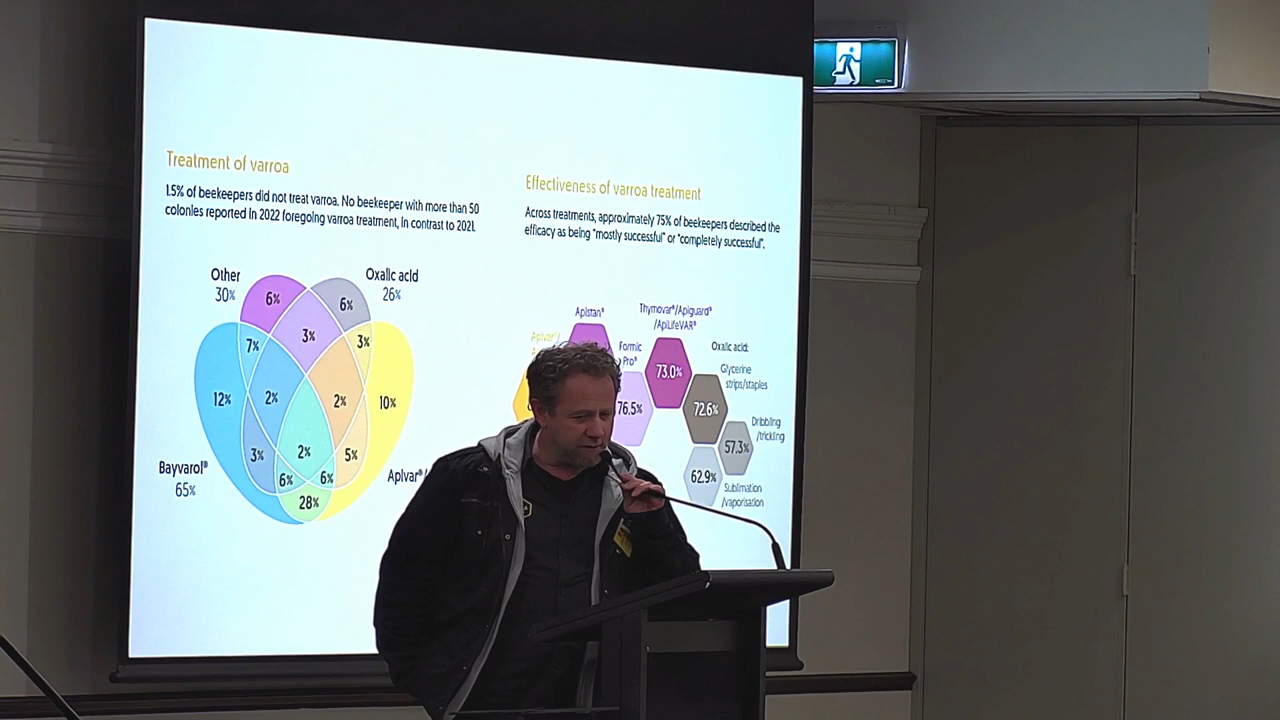 Treatment of varroa
1.5% of beekeepers did not treat varroa. No beekeeper with more than 50
colonies reported in 2022 foregoing varroa treatment, in contrast to 2021.
Other
30%
Oxalic acid
26%
6%
6%
3%
7%
3%
12%
2%
2%
10%
3%
2%
5%
6%
6%
28%
Bayvarol®
65%
Apivar®/
Effectiveness of varroa treatment
Across treatments, approximately 75% of beekeepers described the
efficacy as being "mostly successful" or "completely successful".
Apivar®/
Apistan®
Formic
Pro®
76.5%
Thymovar®/Apiguard®
/ApiLifeVAR®
73.0%
Oxalic acid:
Glycerine
strips/staples
72.6%
Dribbling
/trickling
57.3%
62.9%
Sublimation
/vaporisation